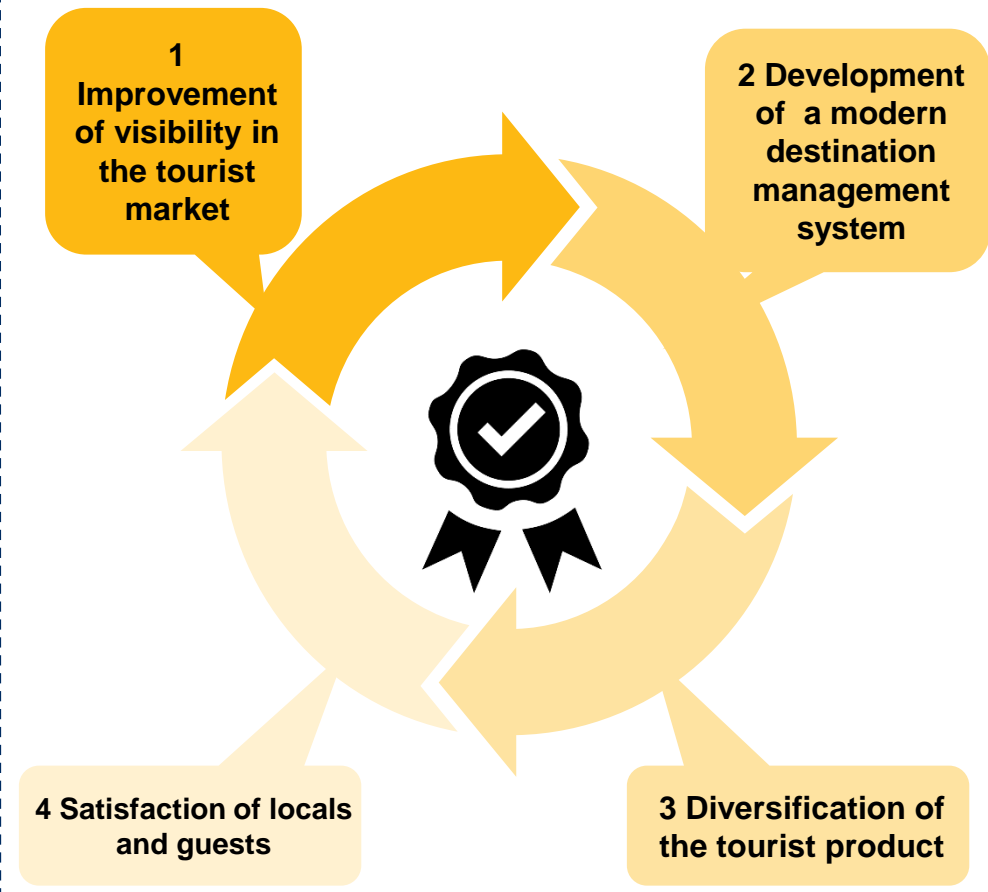 1
Improvement
of visibility in
the tourist
market
2 Development
of a modern
destination
management
system
3 Diversification of
the tourist product
4 Satisfaction of locals
and guests